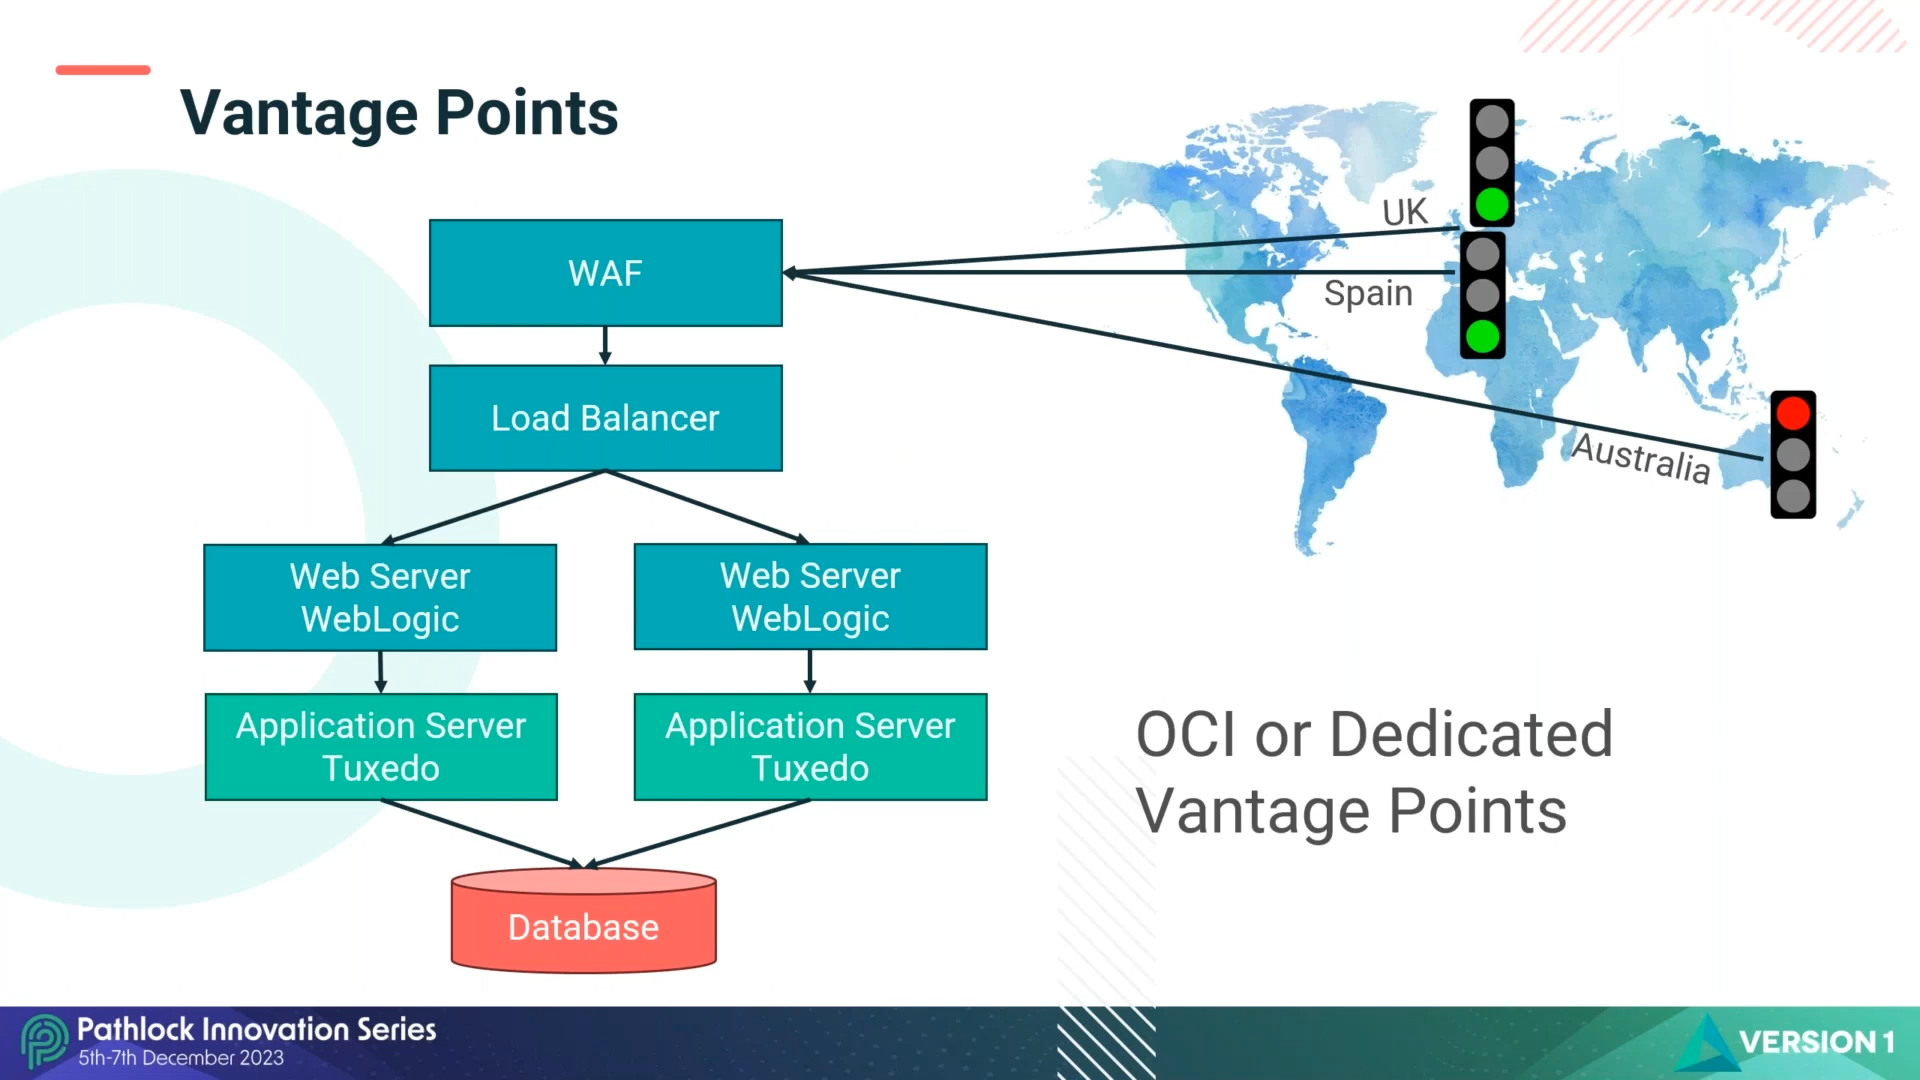 Vantage Points
WAF
Load Balancer
Web Server
WebLogic
Web Server
WebLogic
Application Server
Tuxedo
Application Server
Tuxedo
Database
UK
Spain
Australia
OCI or Dedicated
Vantage Points
Pathlock Innovation Series
5th-7th December 2023
VERSION 1